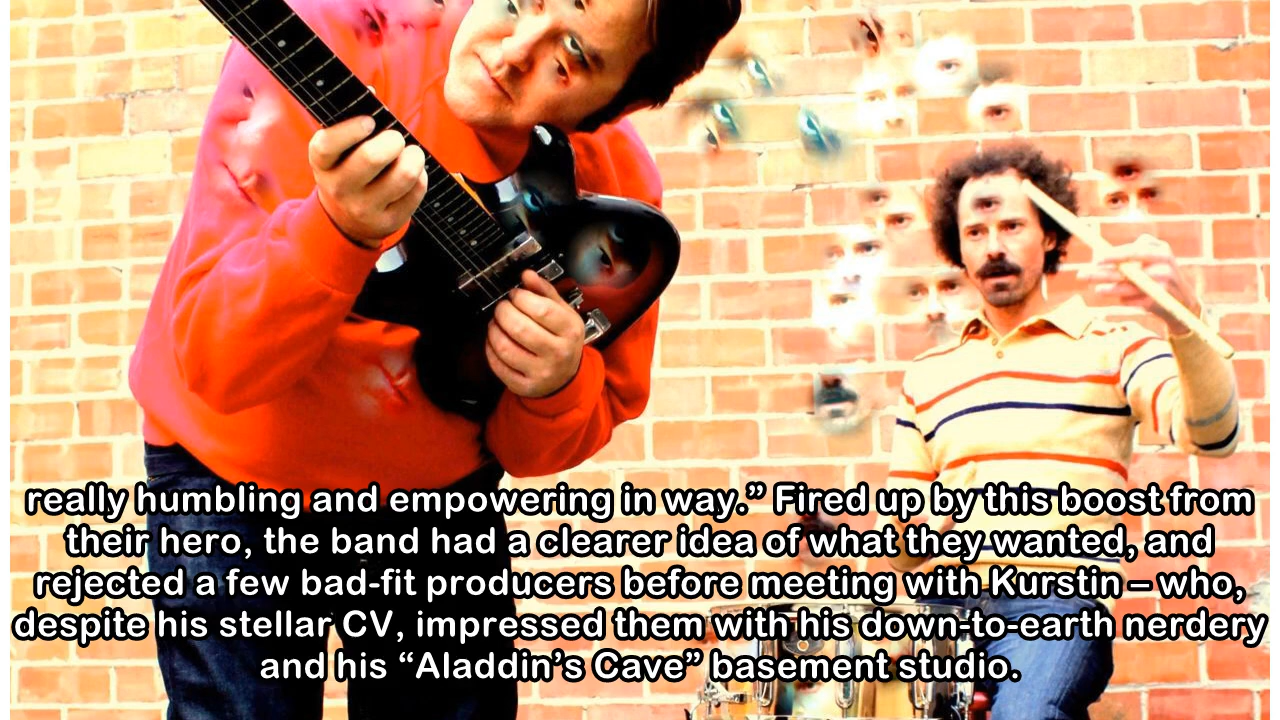 really humbling and empowering in way.” Fired up by this boost from
their hero, the band had a clearer idea of what they wanted, and
rejected a few bad-fit producers before meeting with Kurstin – who,
despite his stellar CV, impressed them with his down-to-earth nerdery
and his “Aladdin’s Cave” basement studio.